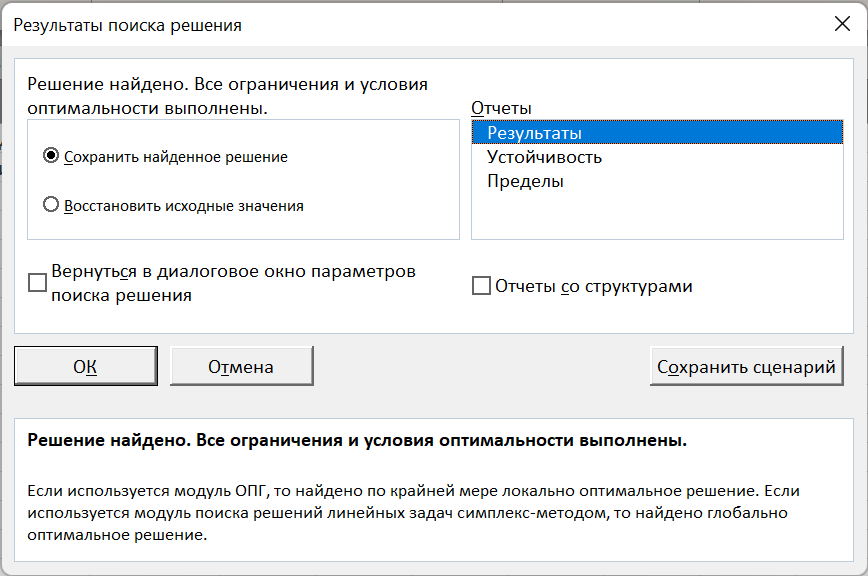 Результаты поиска решения
Решение найдено. Все ограничения и условия
оптимальности выполнены.
Отчеты
Результаты
Устойчивость
Пределы
Сохранить найденное решение
Восстановить исходные значения
Вернуться в диалоговое окно параметров
поиска решения
Отчеты со структурами
ОК
Отмена
Сохранить сценарий
Решение найдено. Все ограничения и условия оптимальности выполнены.
Если используется модуль ОПГ, то найдено по крайней мере локально оптимальное решение. Если
используется модуль поиска решений линейных задач симплекс-методом, то найдено глобально
оптимальное решение.